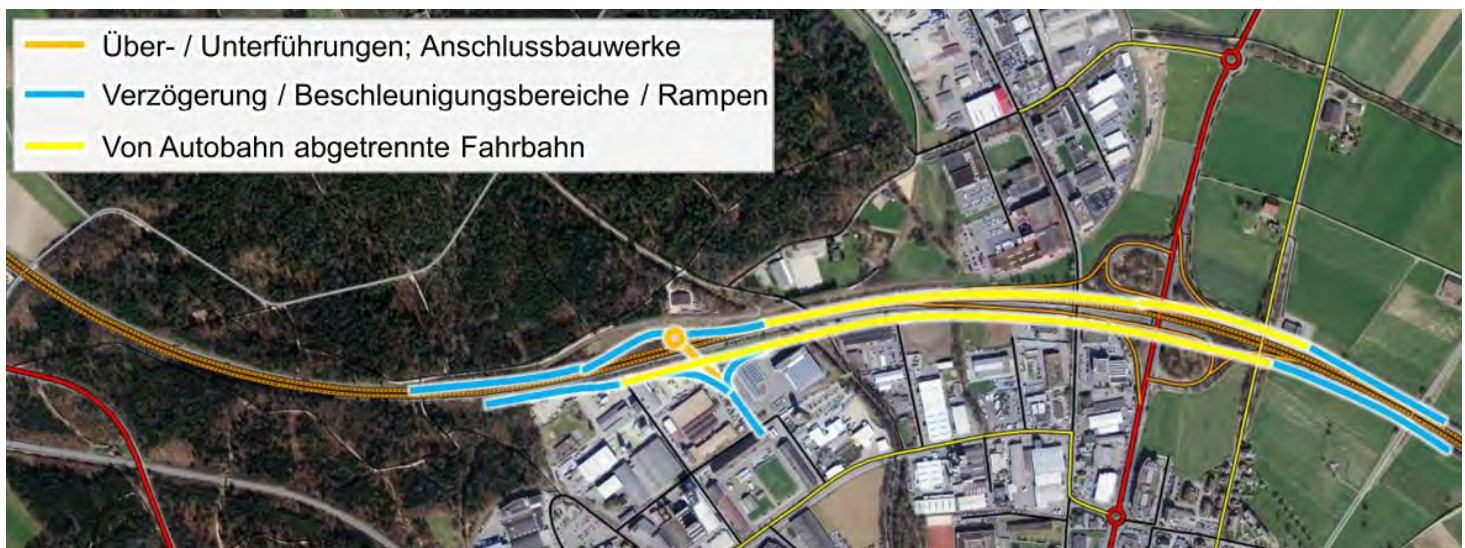 Über- / Unterführungen; Anschlussbauwerke
Verzögerung / Beschleunigungsbereiche / Rampen
Von Autobahn abgetrennte Fahrbahn